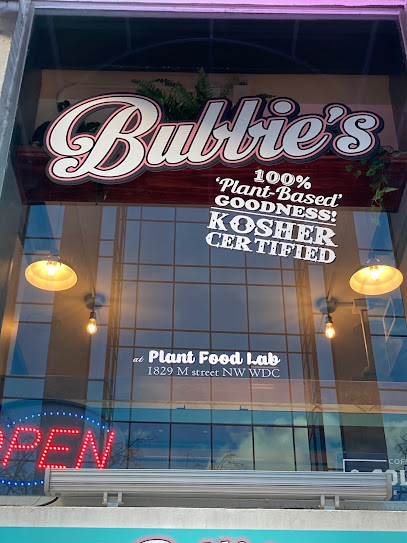 Bubbie's
100%
'Plant-Based'
GOODNESS!
KOSHER
CERTIFIED
at Plant Food Lab
1829 M street NW WDC
OPEN